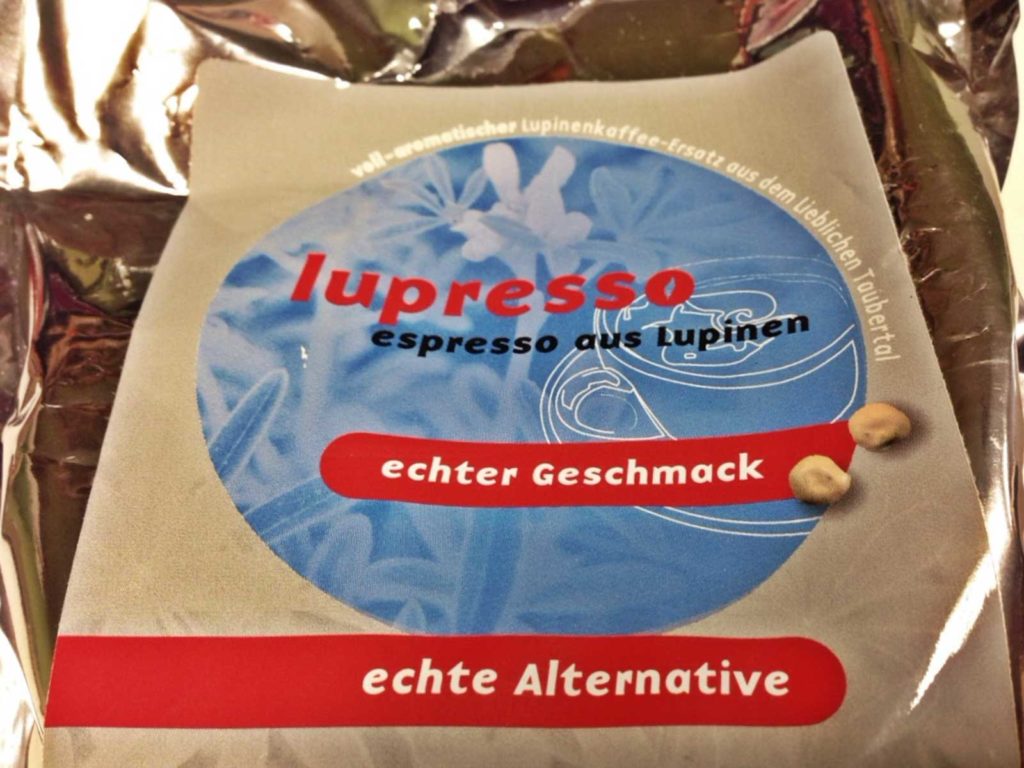 voll-aromatischer Lupinenkaffee-Ersatz aus dem Lieblichen Taubertal
lupresso
espresso aus Lupinen
echter Geschmack
echte Alternative